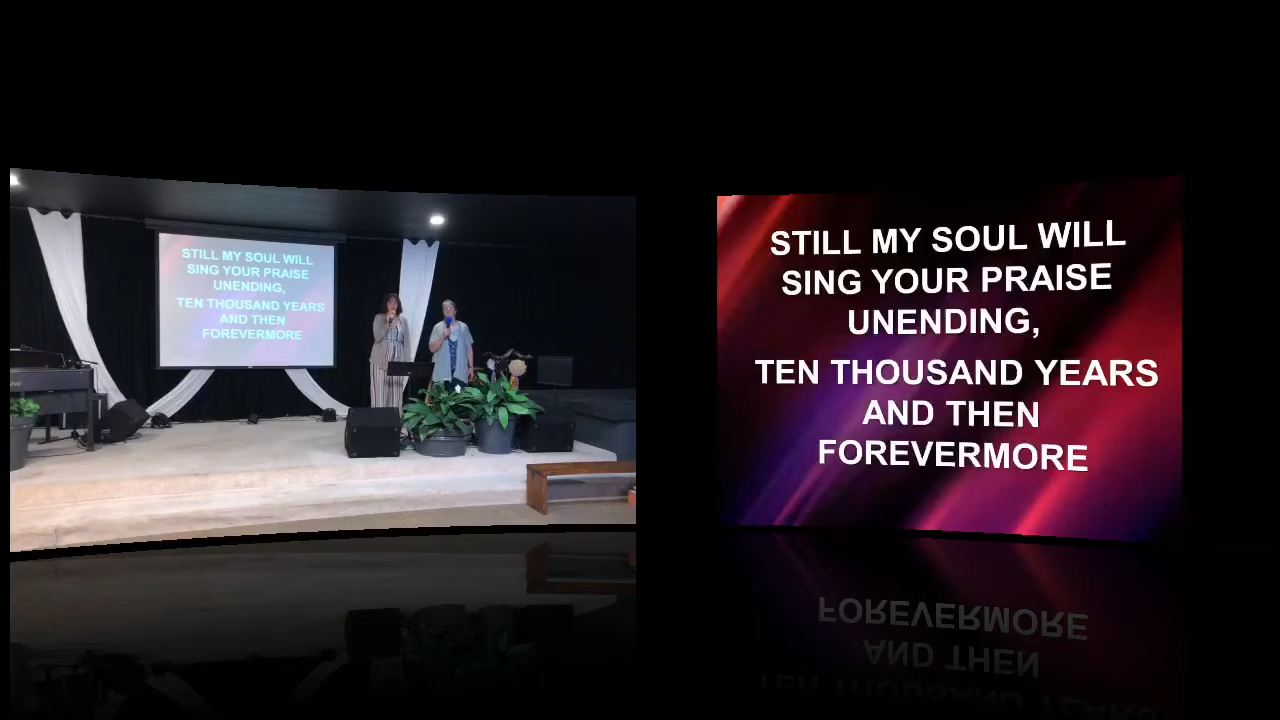 STILL MY SOUL WILL
SING YOUR PRAISE
UNENDING,
TEN THOUSAND YEARS
AND THEN
FOREVERMORE
STILL MY SOUL WILL
SING YOUR PRAISE
UNENDING,
TEN THOUSAND YEARS
AND THEN
FOREVERMORE